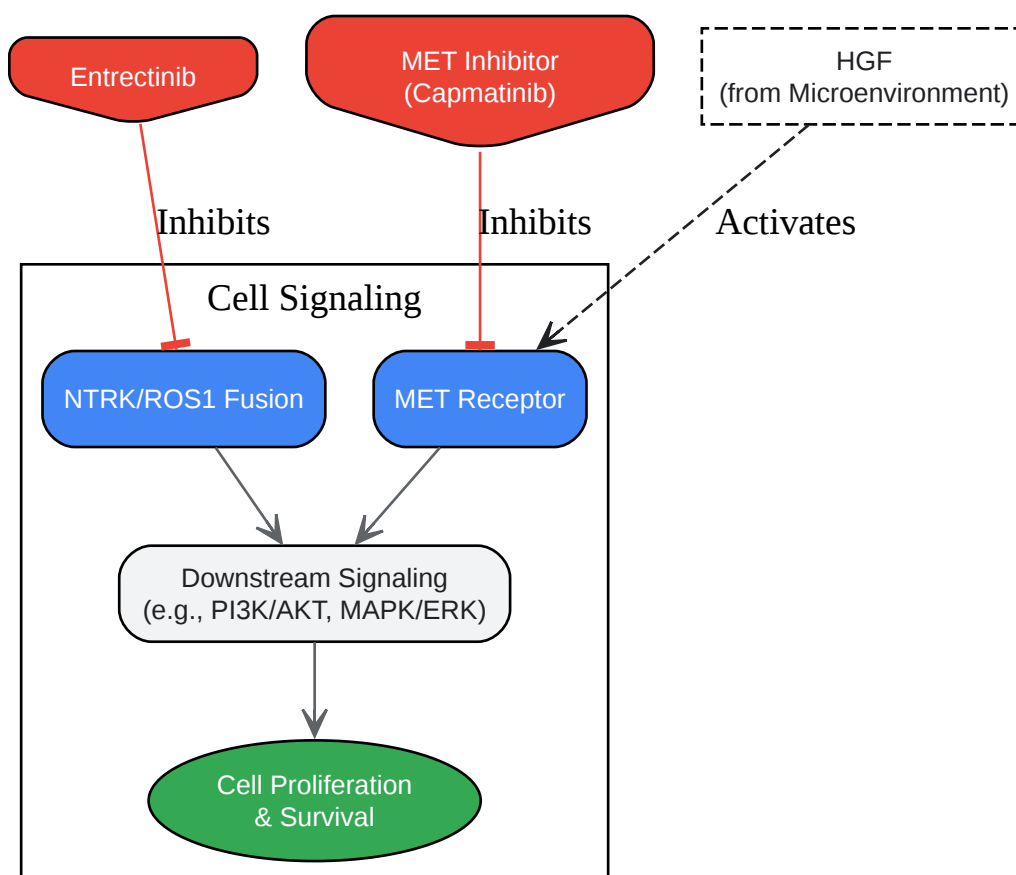 Entrectinib
MET Inhibitor
(Capmatinib)
HGF
(from Microenvironment)
Inhibits
Inhibits
Activates
Cell Signaling
NTRK/ROS1 Fusion
MET Receptor
Downstream Signaling
(e.g., PI3K/AKT, MAPK/ERK)
Cell Proliferation
& Survival